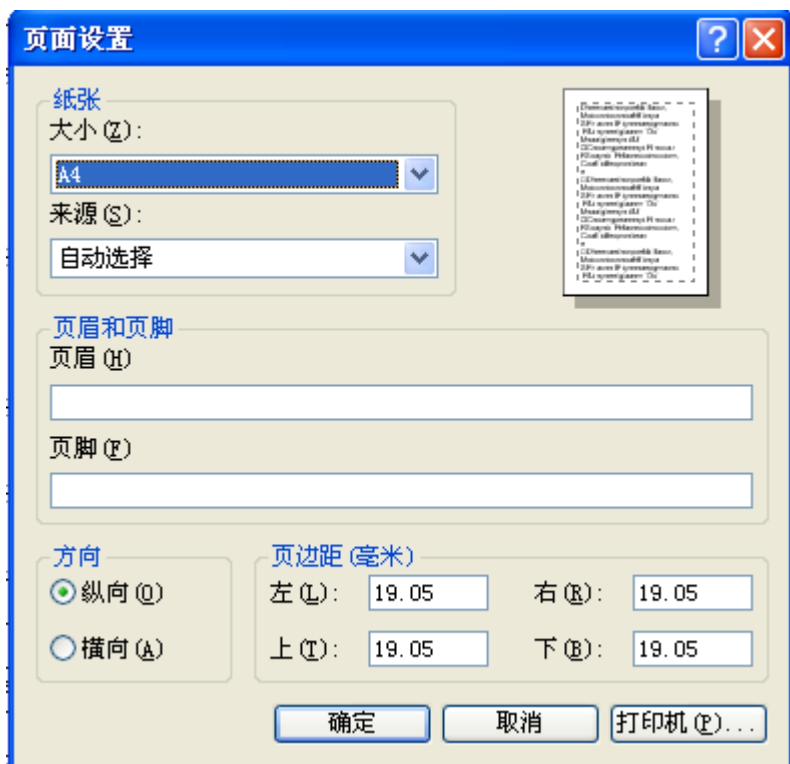 页面设置
纸张
大小(Z):
A4
来源(S):
自动选择
页眉和页脚
页眉(H)
页脚(F)
方向
纵向(O)
横向(A)
页边距(毫米)
左(L): 19.05 右(R): 19.05
上(T): 19.05 下(B): 19.05
确定 取消 打印机(P)...